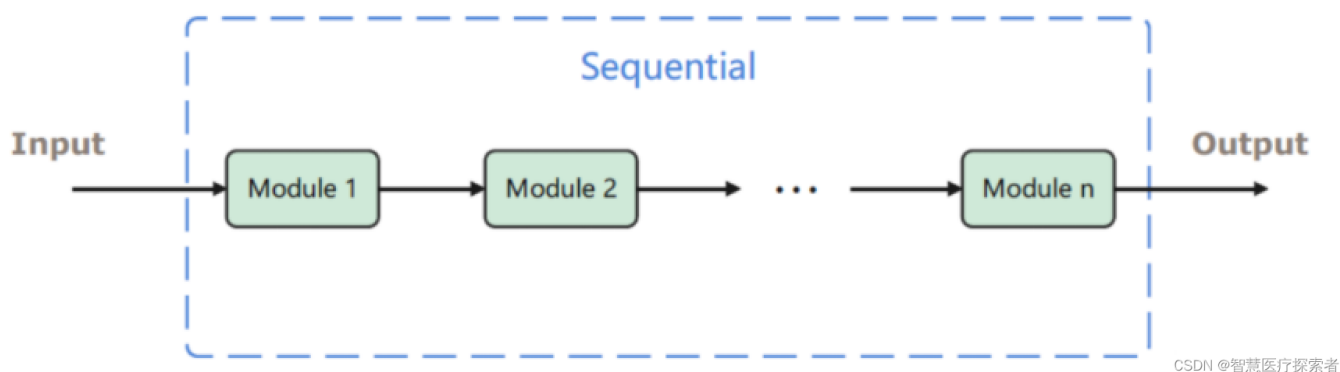 Sequential
Input
Output
Module 1
Module 2
...
Module n
CSDN @智慧医疗探索者